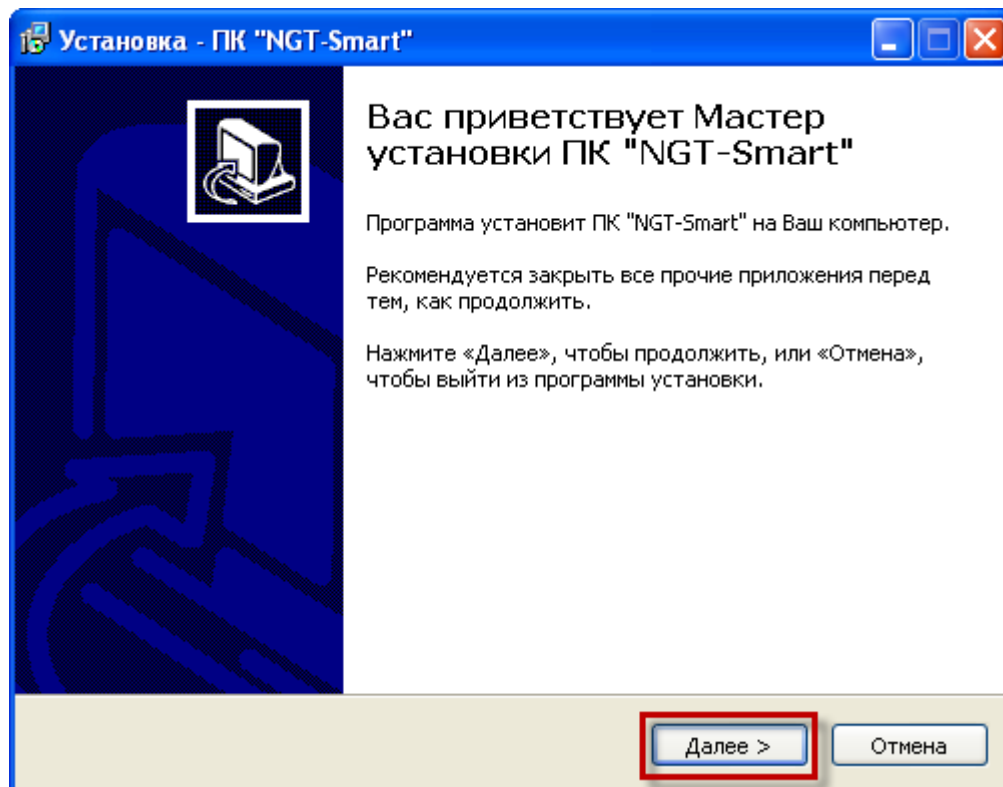 Установка - ПК "NGT-Smart"
Вас приветствует Мастер
установки ПК "NGT-Smart"
Программа установит ПК "NGT-Smart" на Ваш компьютер.
Рекомендуется закрыть все прочие приложения перед
тем, как продолжить.
Нажмите «Далее», чтобы продолжить, или «Отмена»,
чтобы выйти из программы установки.
Далее >
Отмена